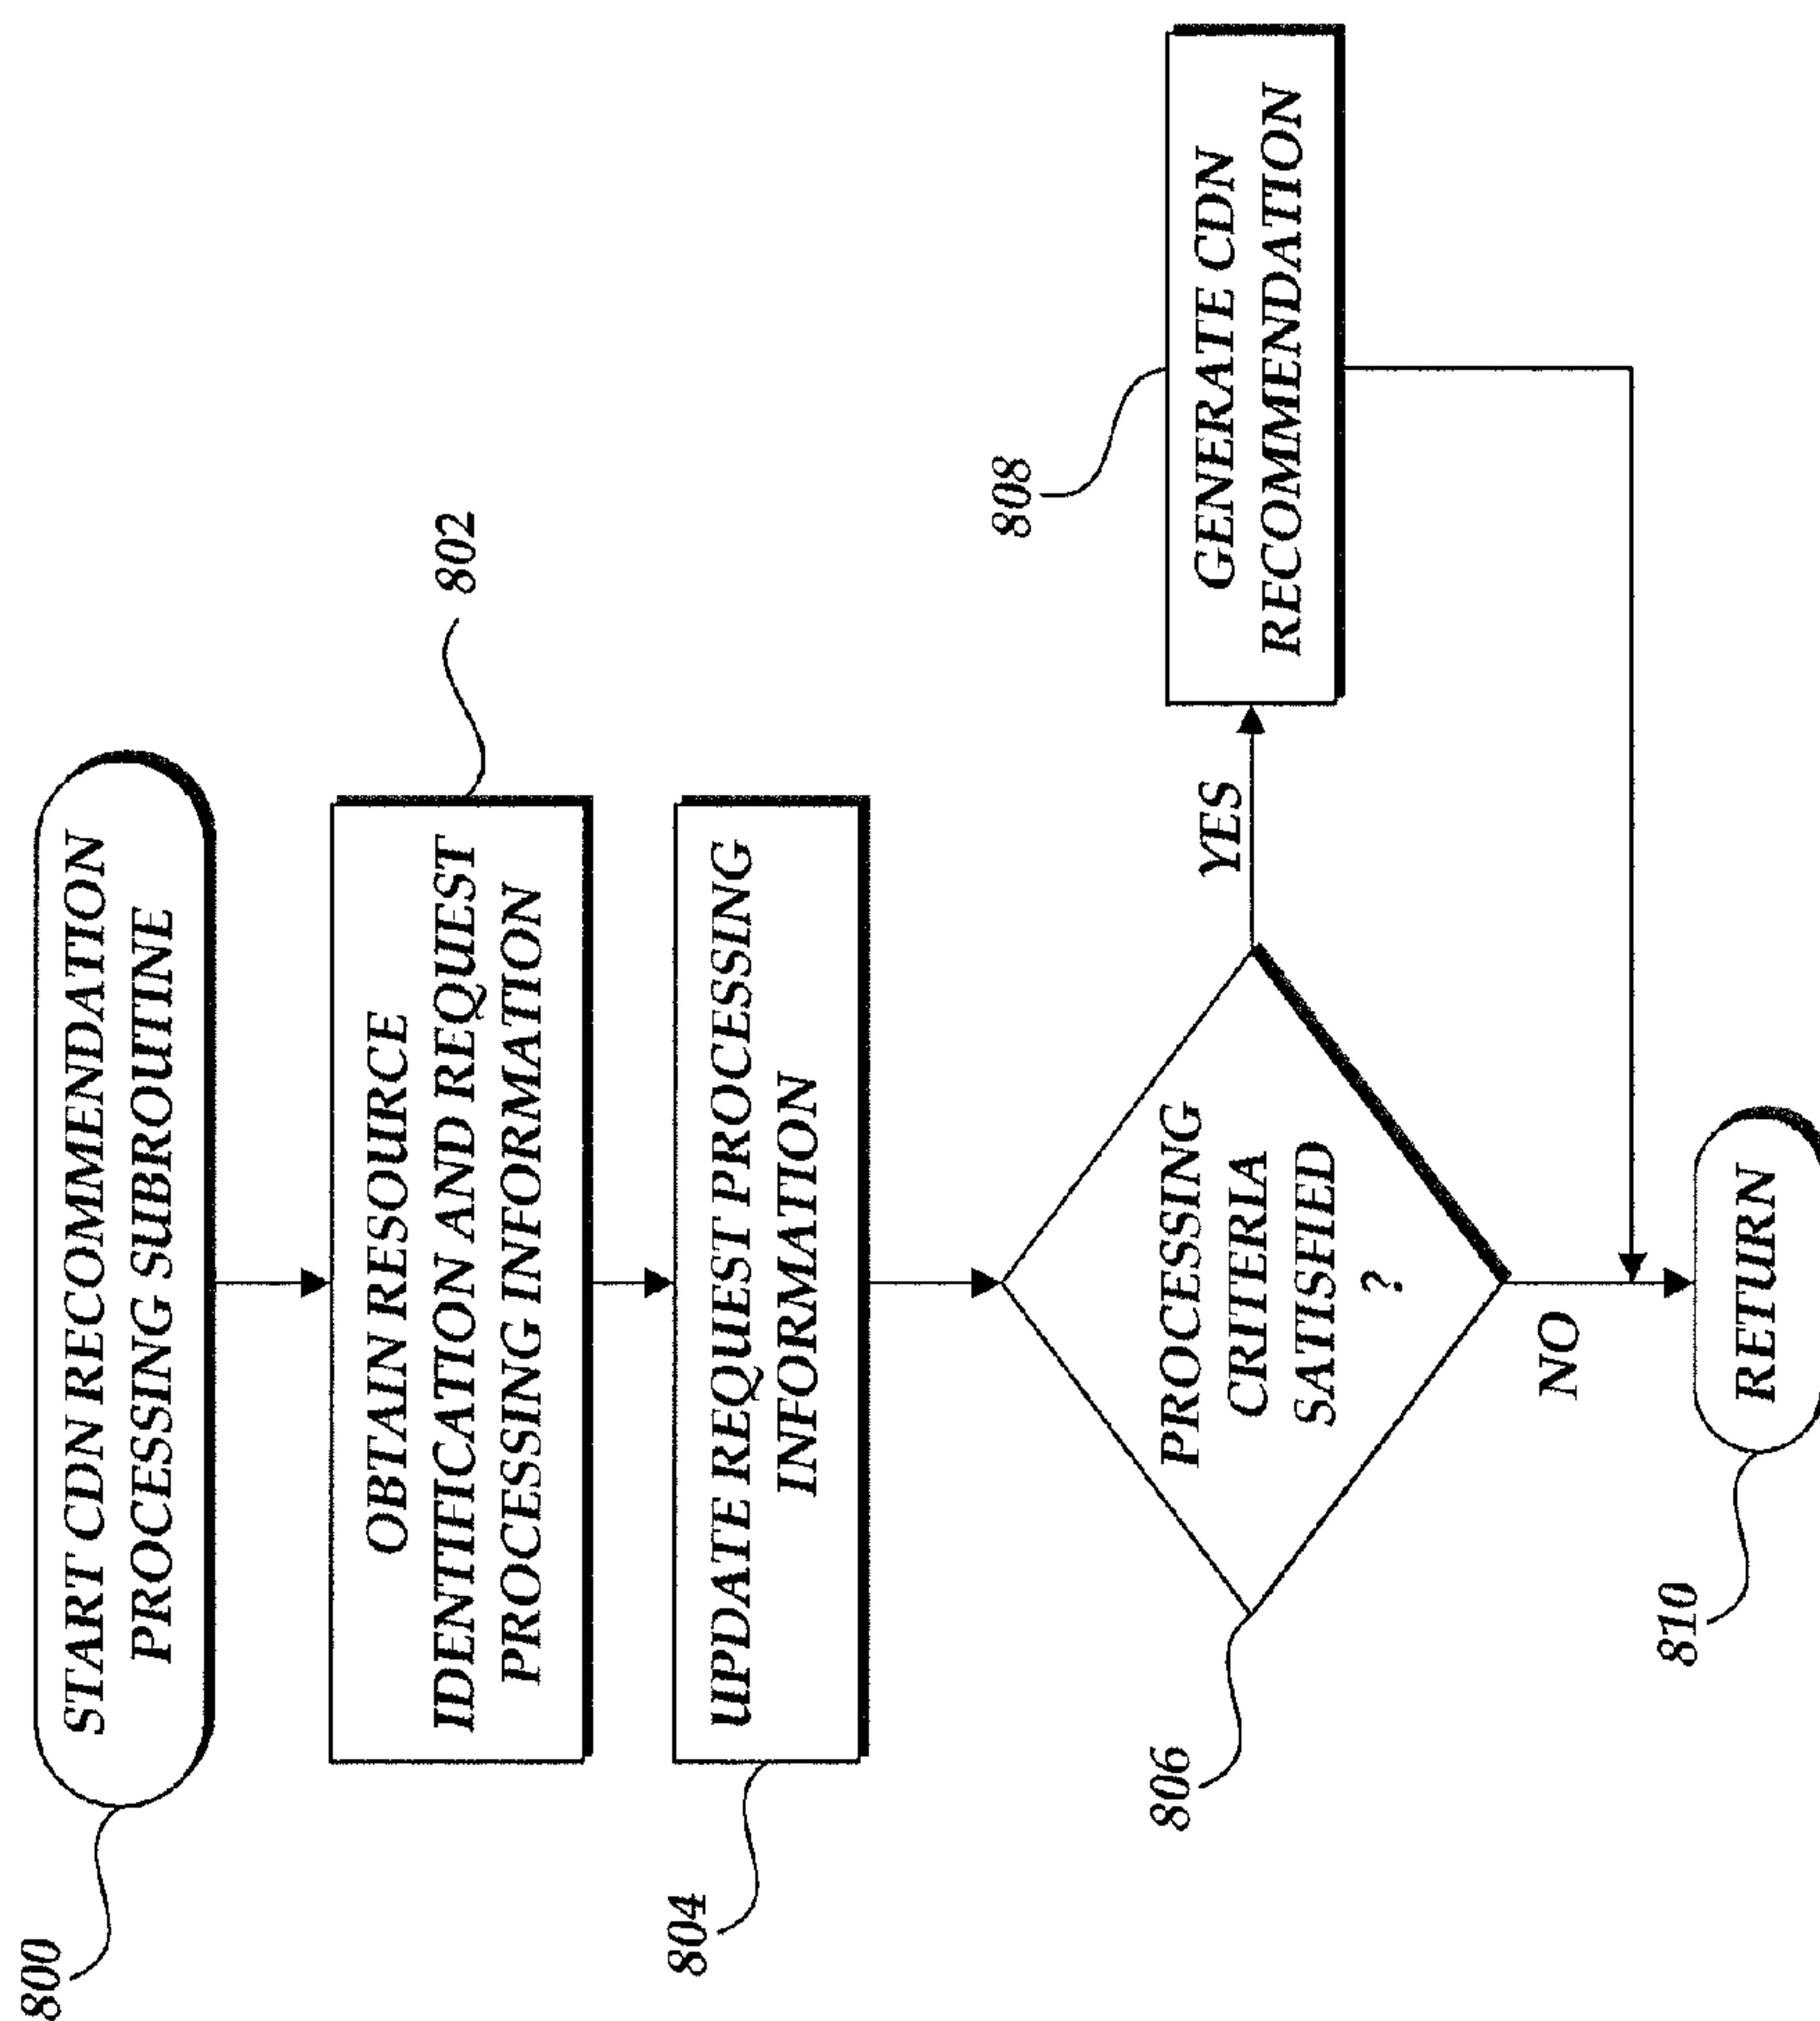 800
START CDN RECOMMENDATION
PROCESSING SUBROUTINE
802
OBTAIN RESOURCE
IDENTIFICATION AND REQUEST
PROCESSING INFORMATION
804
UPDATE REQUEST PROCESSING
INFORMATION
806
PROCESSING
CRITERIA
SATISFIED
?
YES
808
GENERATE CDN
RECOMMENDATION
NO
810
RETURN